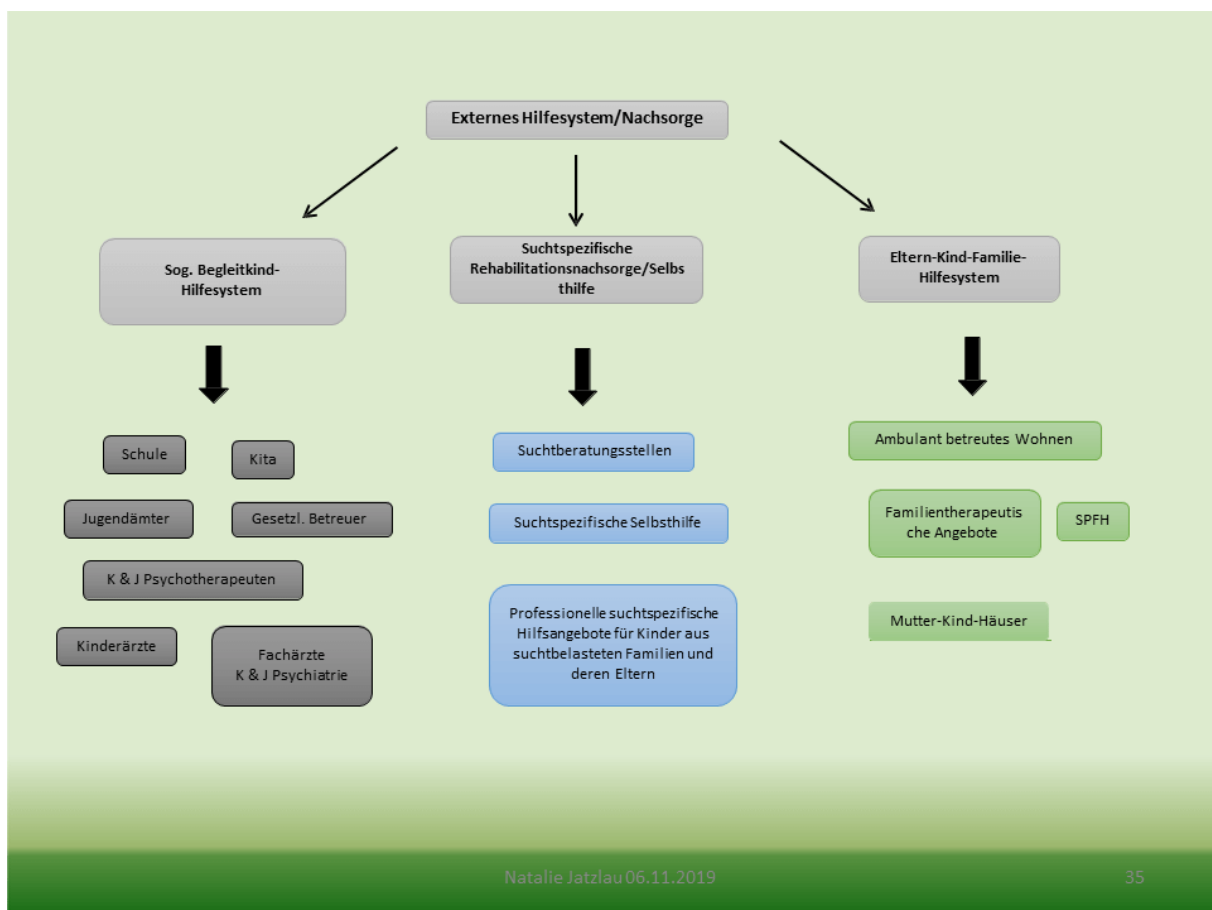 Externes Hilfesystem/Nachsorge
Sog. Begleitkind-
Hilfesystem
Suchtspezifische
Rehabilitationsnachsorge/Selbs
thilfe
Eltern-Kind-Familie-
Hilfesystem
Schule
Kita
Jugendämter
Gesetzl. Betreuer
K & J Psychotherapeuten
Kinderärzte
Fachärzte
K & J Psychiatrie
Suchtberatungsstellen
Suchtspezifische Selbsthilfe
Professionelle suchtspezifische
Hilfsangebote für Kinder aus
suchtbelasteten Familien und
deren Eltern
Ambulant betreutes Wohnen
Familientherapeutis
che Angebote
SPFH
Mutter-Kind-Häuser
Natalie Jatzlau 06.11.2019
35